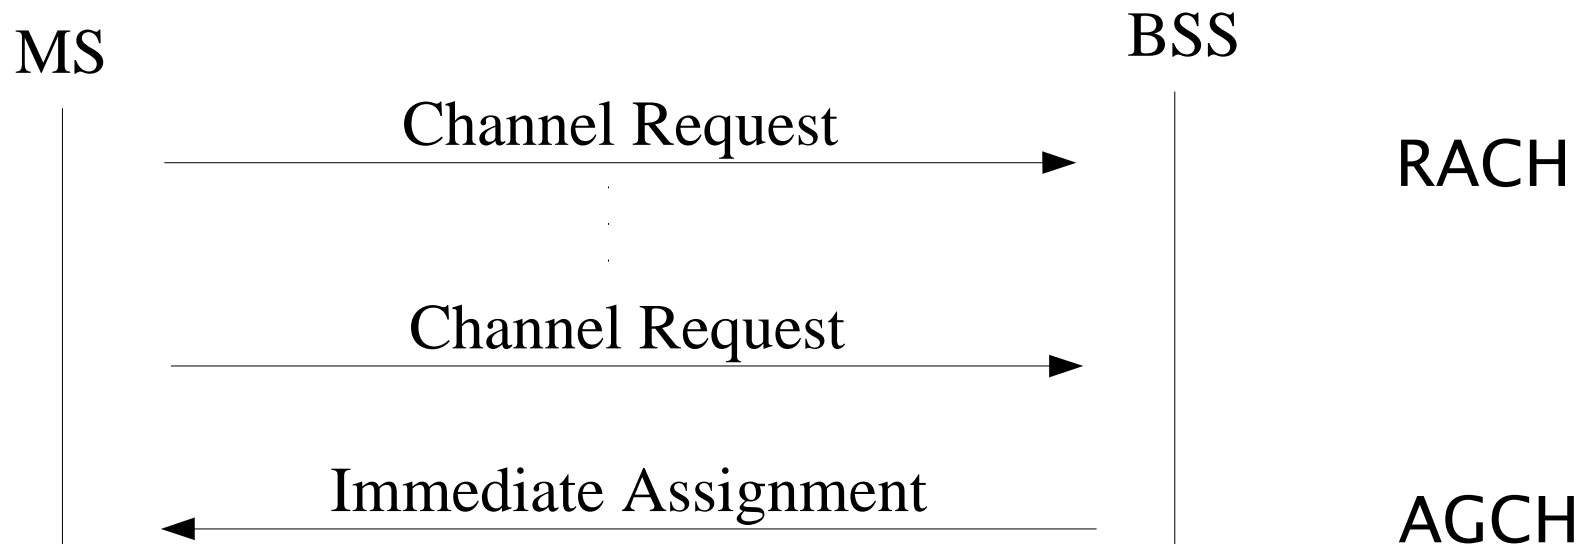 MS
BSS
Channel Request
RACH
Channel Request
Immediate Assignment
AGCH